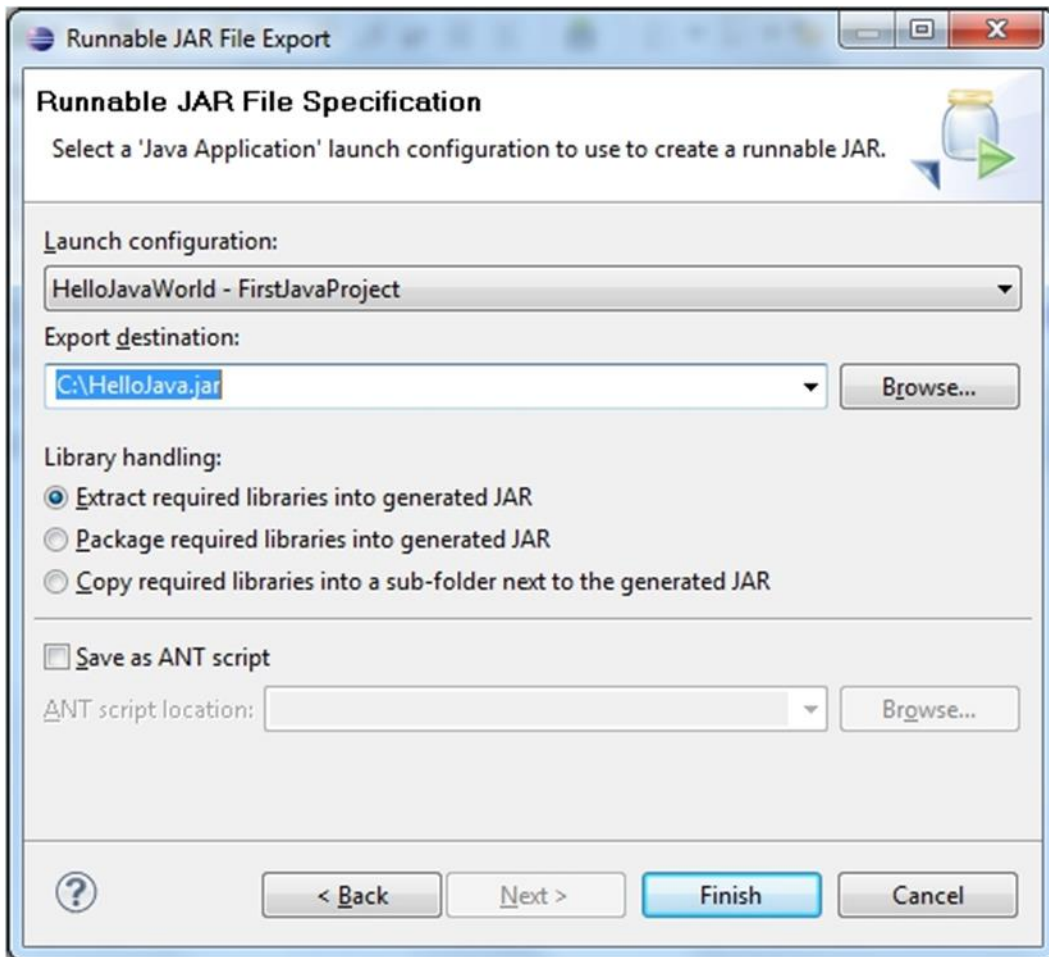 Runnable JAR File Export
Runnable JAR File Specification
Select a 'Java Application' launch configuration to use to create a runnable JAR.
Launch configuration:
HelloJavaWorld - FirstJavaProject
Export destination:
C:\HelloJava.jar
Browse...
Library handling:
Extract required libraries into generated JAR
Package required libraries into generated JAR
Copy required libraries into a sub-folder next to the generated JAR
Save as ANT script
ANT script location:
Browse...
?
< Back
Next >
Finish
Cancel